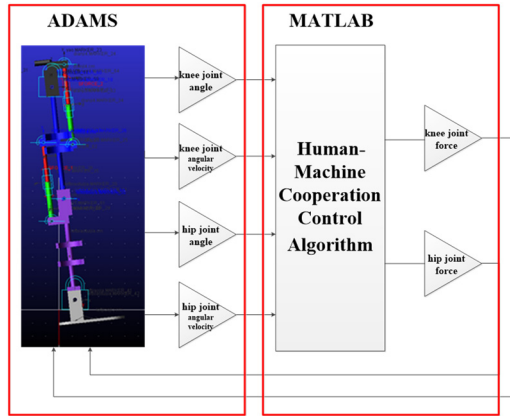 ADAMS
MATLAB
knee joint
angle
knee joint
angular
velocity
hip joint
angle
hip joint
angular
velocity
Human-
Machine
Cooperation
Control
Algorithm
knee joint
force
hip joint
force